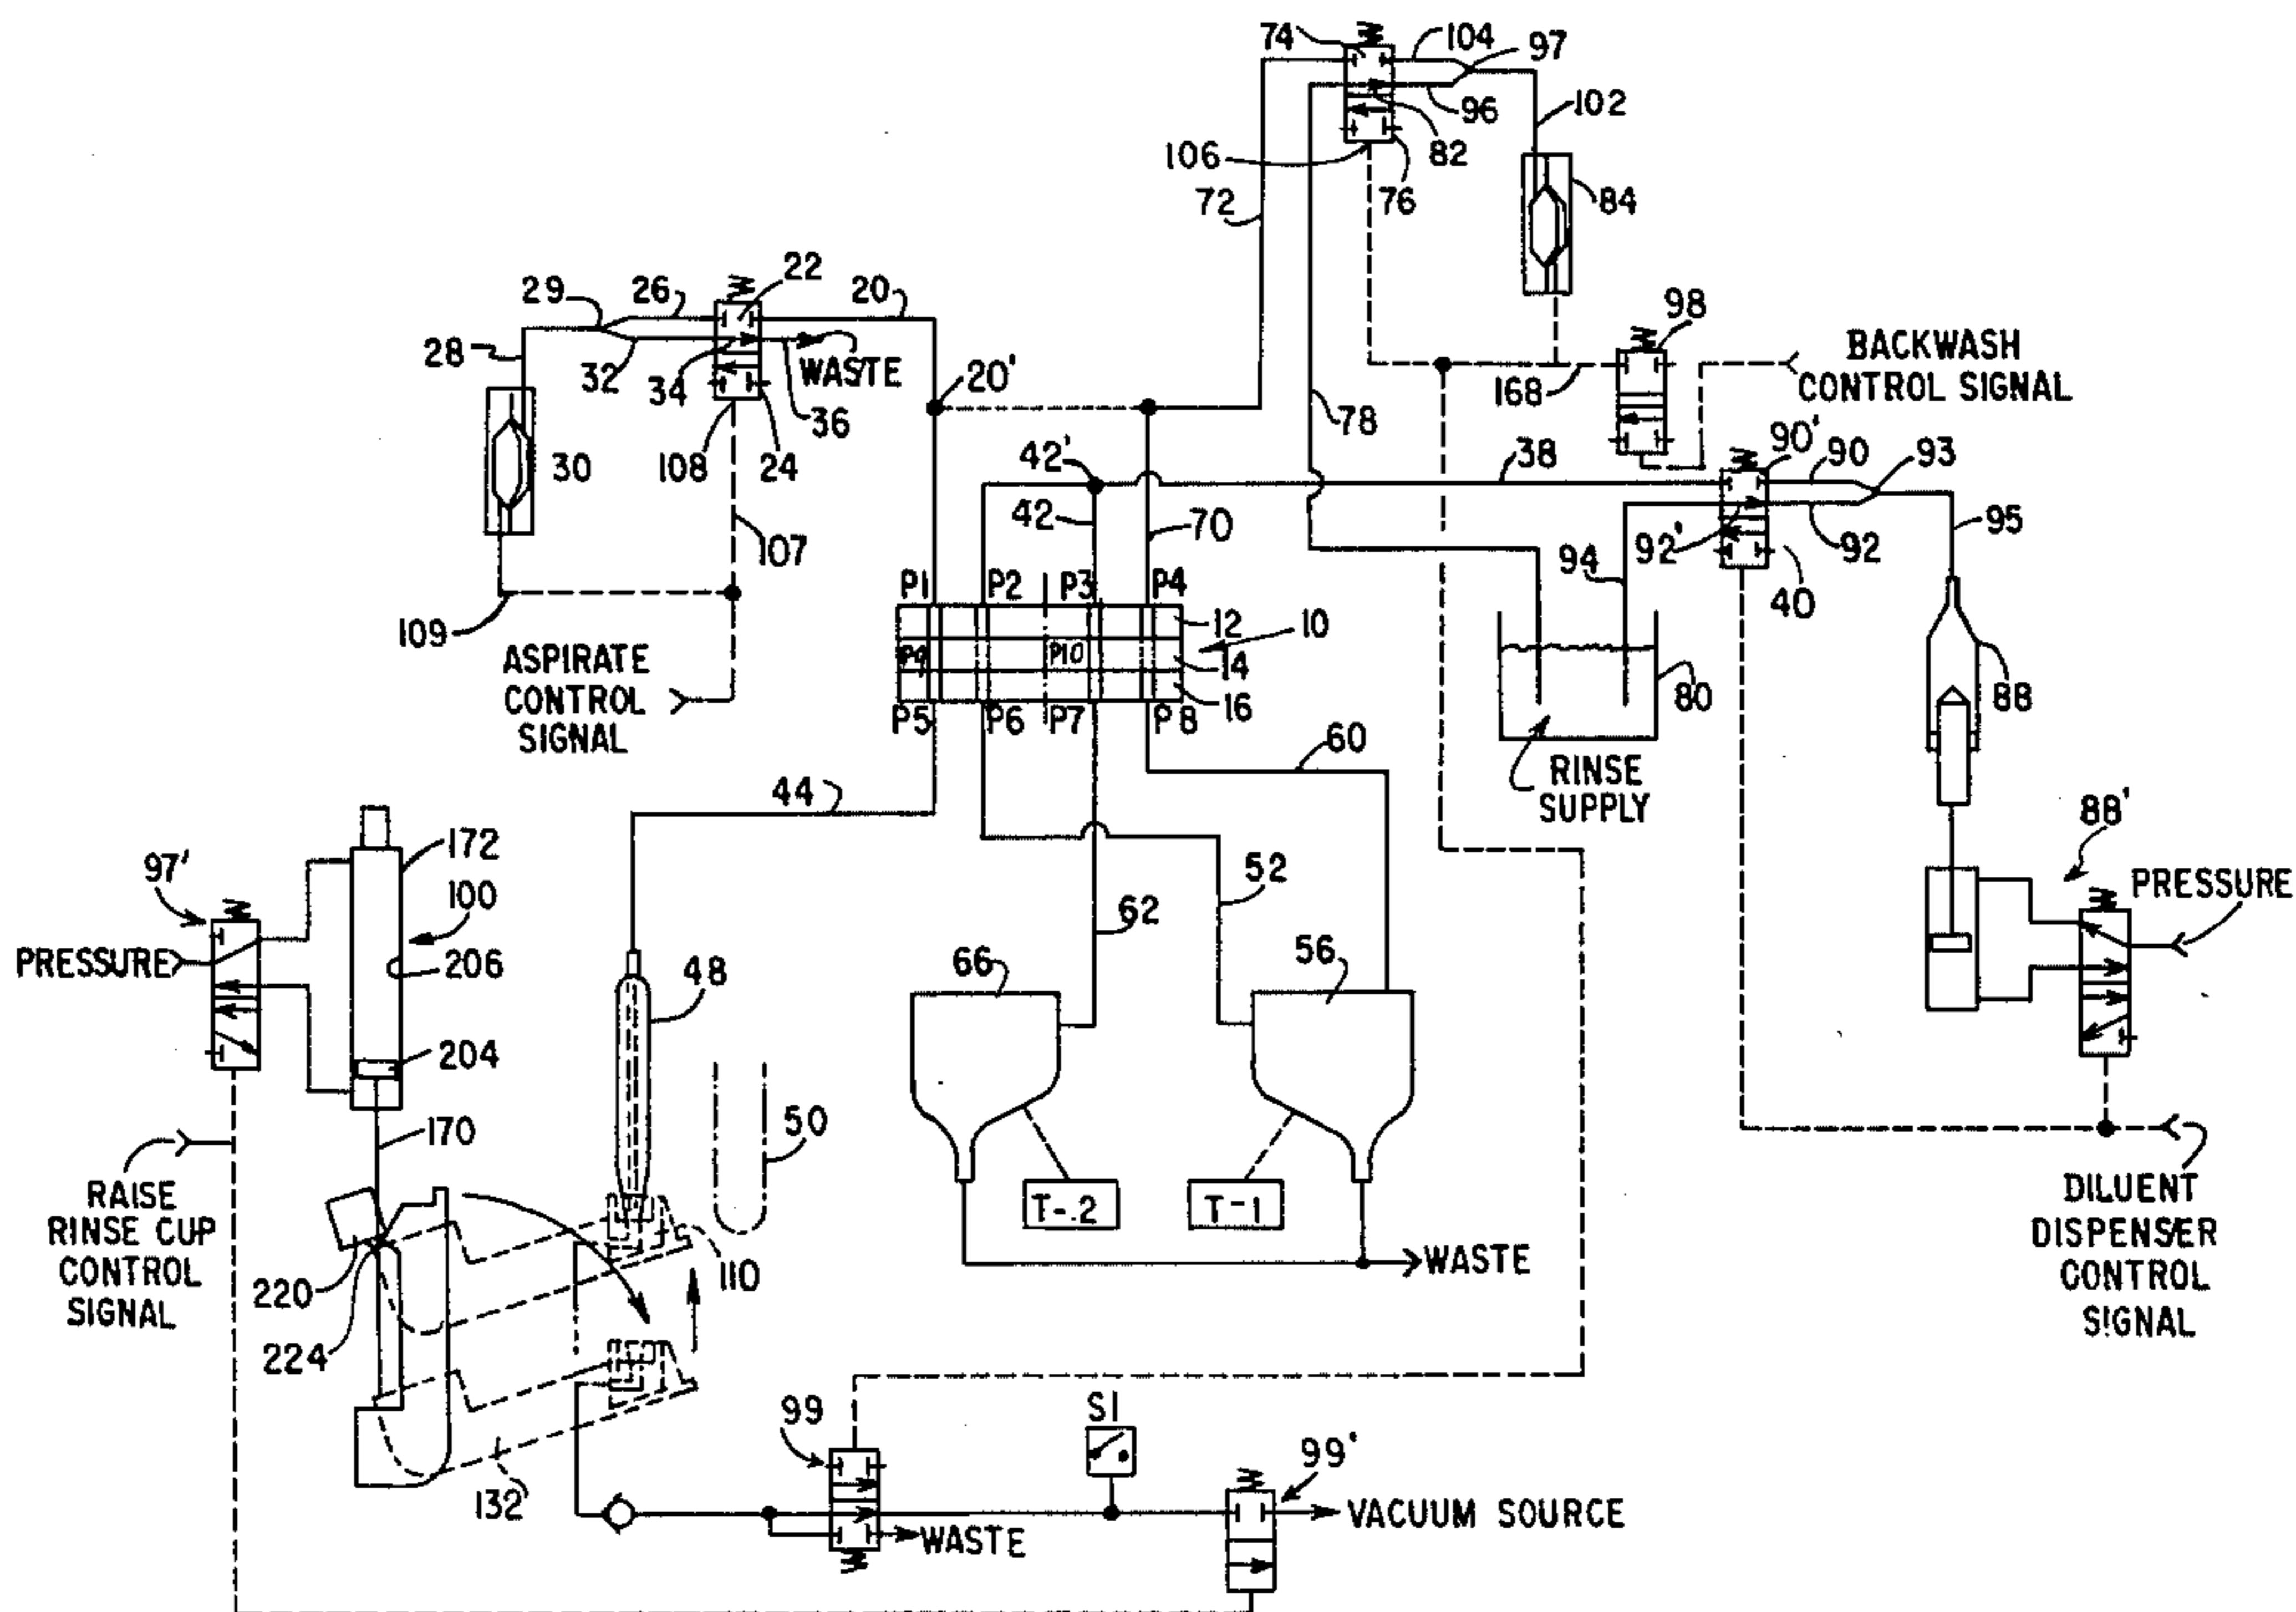 74
104
97
96
102
106
82
76
72
84
22
29
26
20
28
32
34
WASTE
36
20'
98
BACKWASH
CONTROL SIGNAL
168
78
30
108
24
42'
38
90'
90
93
107
42
70
94
92'
92
95
40
109
P1
P2
P3
P4
12
10
P9
P10
14
16
ASPIRATE
CONTROL
SIGNAL
P5
P6
P7
P8
80
88
RINSE
SUPPLY
60
44
88'
PRESSURE
172
97'
100
206
PRESSURE
48
52
62
66
56
204
50
170
RAISE
RINSE CUP
CONTROL
SIGNAL
T-2
T-1
WASTE
DILUENT
DISPENSER
CONTROL
SIGNAL
110
220
224
132
99
S1
99'
WASTE
VACUUM SOURCE